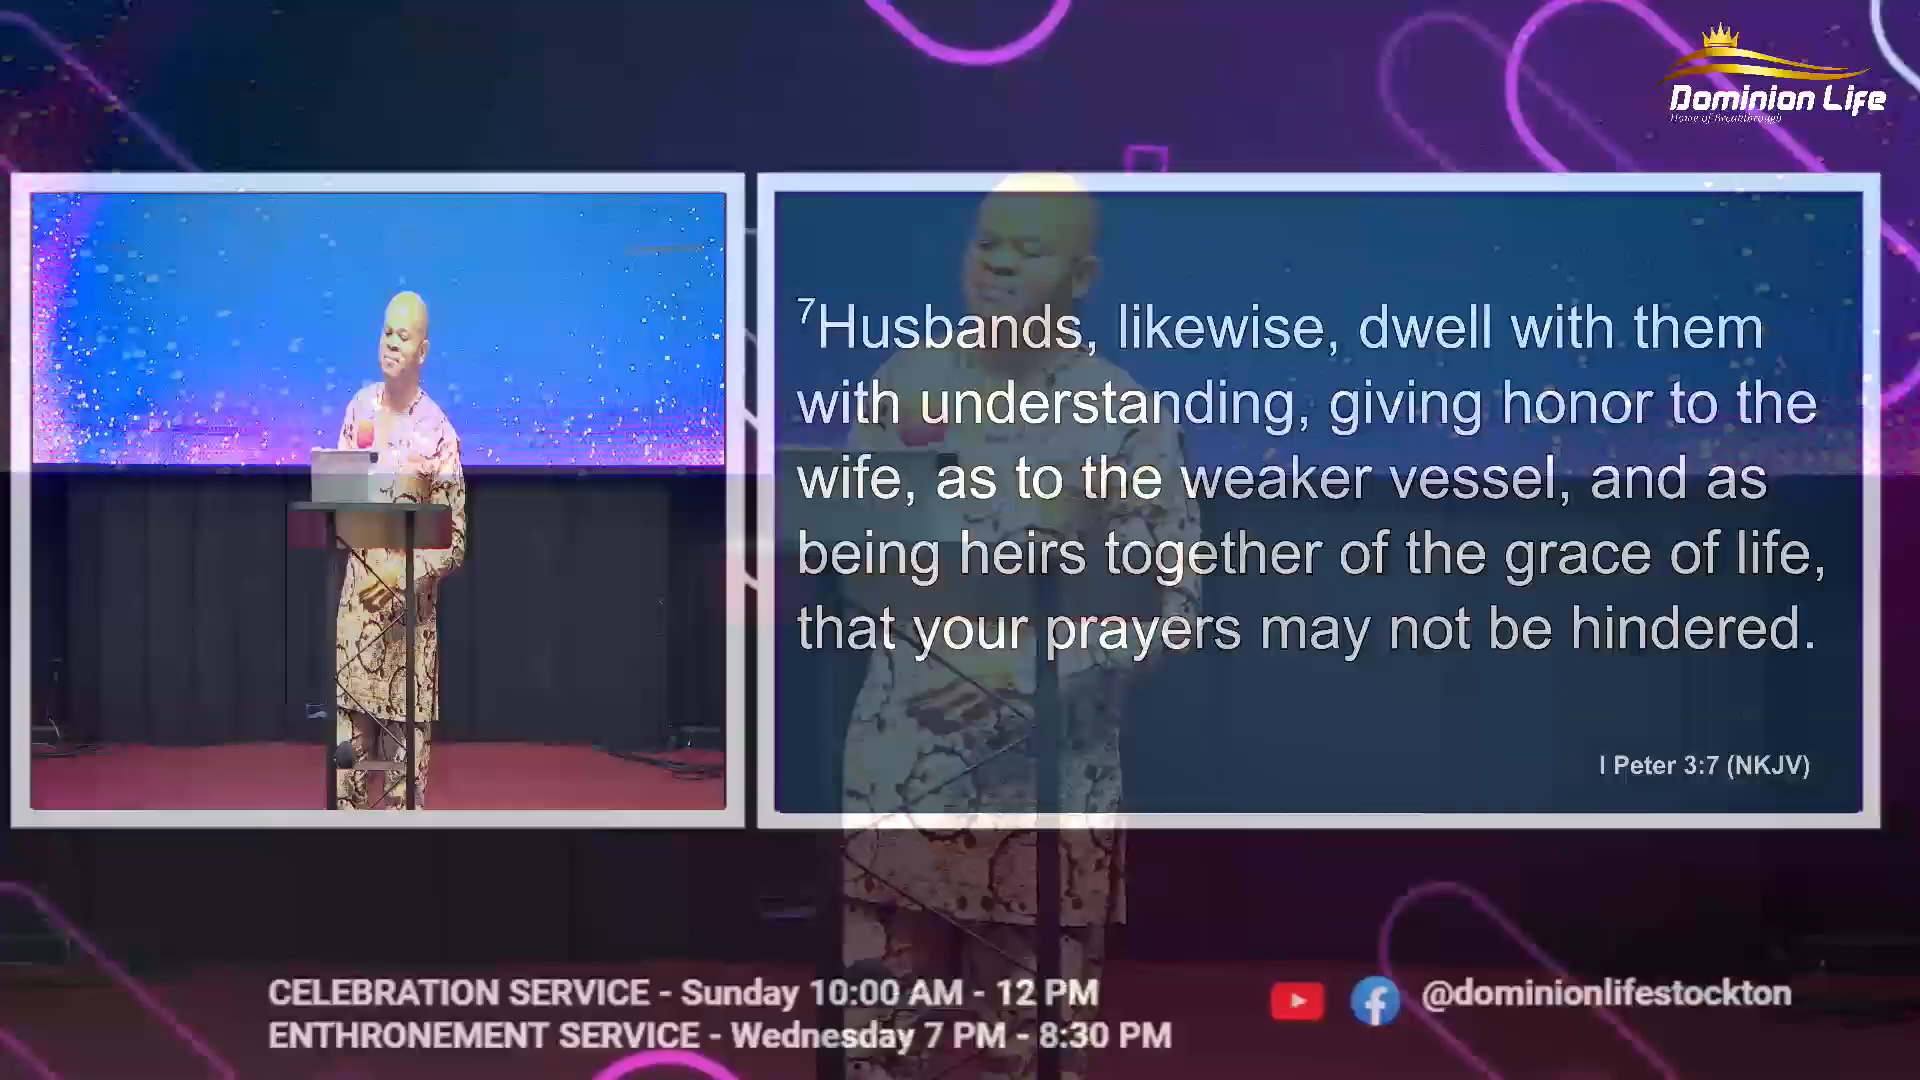 Dominion Life
Home of Breakthrough
7Husbands, likewise, dwell with them
with understanding, giving honor to the
wife, as to the weaker vessel, and as
being heirs together of the grace of life,
that your prayers may not be hindered.
I Peter 3:7 (NKJV)
CELEBRATION SERVICE - Sunday 10:00 AM - 12 PM
ENTHRONEMENT SERVICE - Wednesday 7 PM - 8:30 PM
@dominionlifestockton